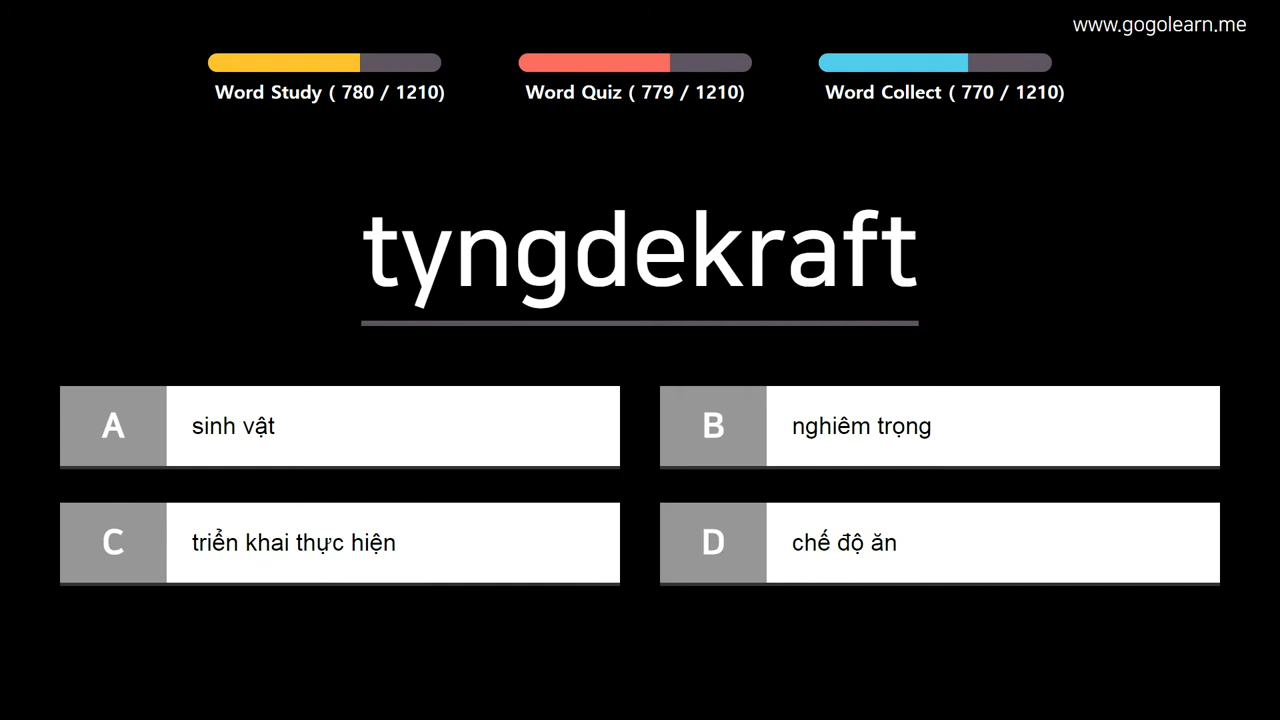 www.gogolearn.me
Word Study ( 780 / 1210)
Word Quiz ( 779 / 1210)
Word Collect ( 770 / 1210)
tyngdekraft
A sinh vật
B nghiêm trọng
C triển khai thực hiện
D chế độ ăn